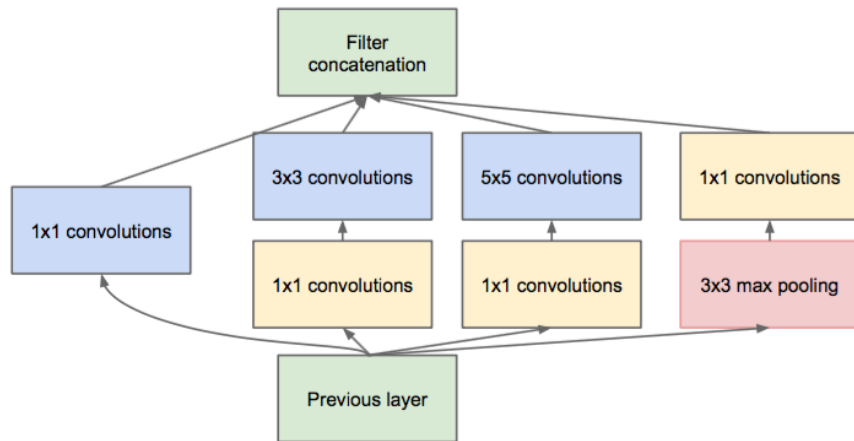 Filter
concatenation
3x3 convolutions
5x5 convolutions
1x1 convolutions
1x1 convolutions
1x1 convolutions
1x1 convolutions
3x3 max pooling
Previous layer